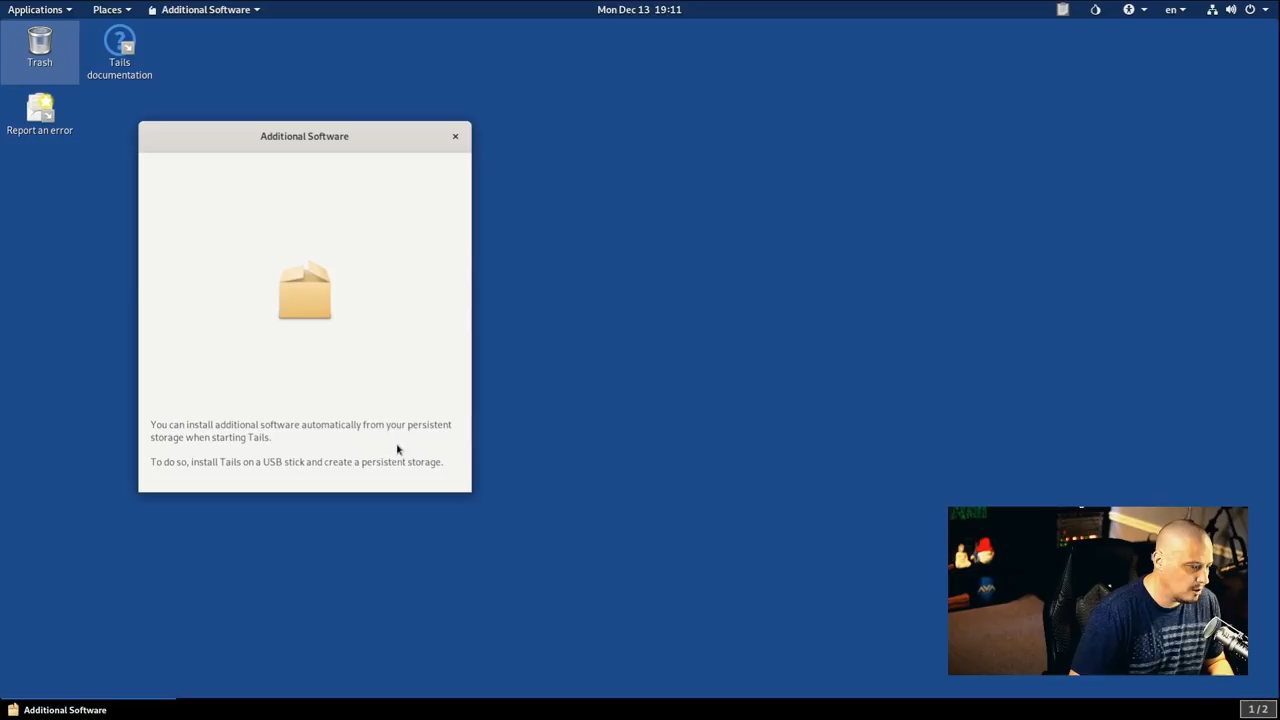 Applications Places Additional Software Mon Dec 13 19:11 en
Trash
Tails
documentation
Report an error
Additional Software ×
You can install additional software automatically from your persistent
storage when starting Tails.
To do so, install Tails on a USB stick and create a persistent storage.
Additional Software 1 / 2